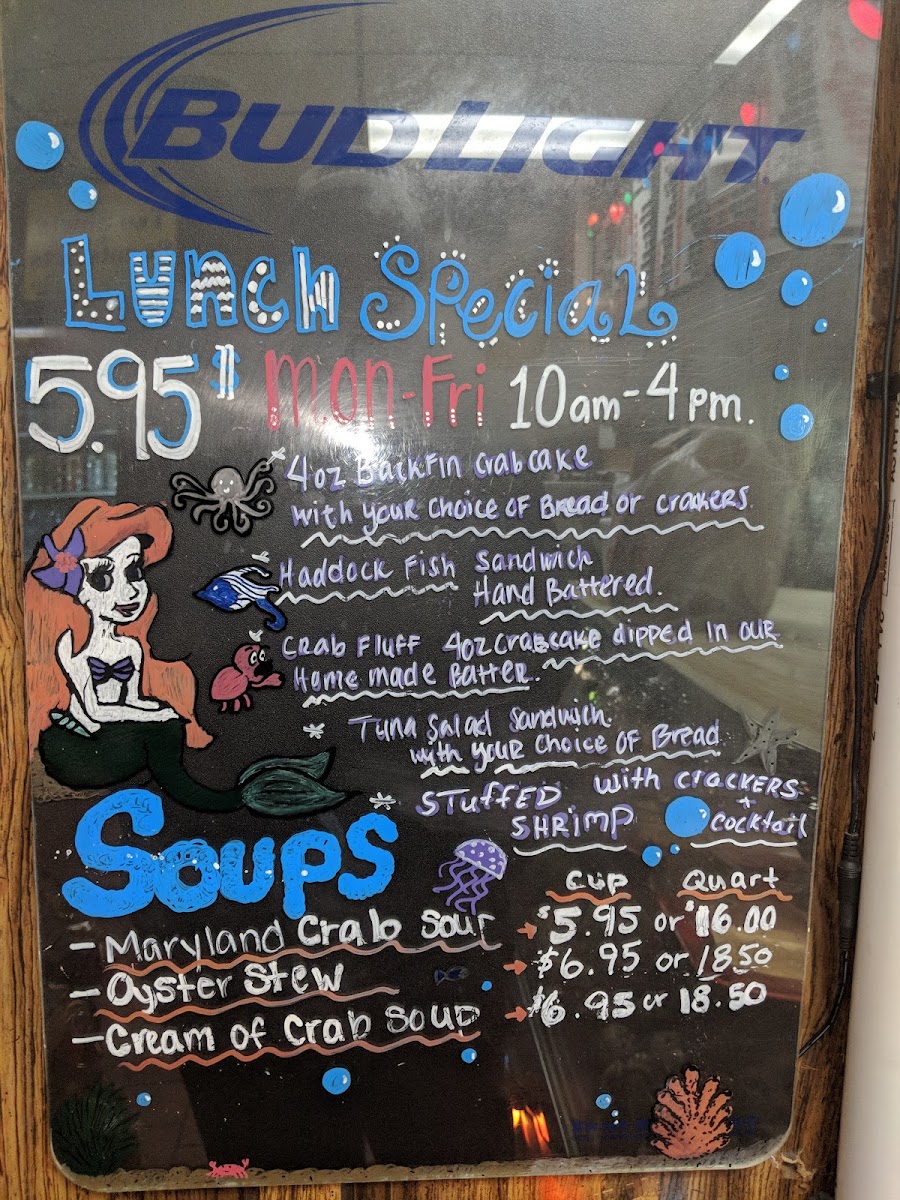 BUD LIGHT
Lunch Special
5.95$ Mon-Fri 10am-4pm.
* 4oz Backfin crabcake
with your choice of Bread or crackers
Haddock Fish Sandwich
Hand Battered.
Crab Fluff 4oz crabcake dipped in our
Home made Batter.
* Tuna Salad Sandwich
with your choice of Bread
* STUFFED SHRIMP with crackers
+ cocktail
Soups
Cup Quart
- Maryland Crab Soup → $5.95 or $16.00
- Oyster Stew → $6.95 or 18.50
- Cream of Crab Soup → $6.95 or 18.50